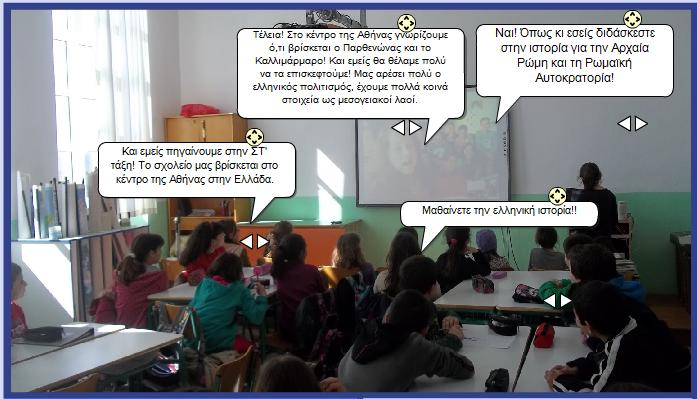 Τέλεια! Στο κέντρο της Αθήνας γνωρίζουμε
ό,τι βρίσκεται ο Παρθενώνας και το
Καλλιμάρμαρο! Και εμείς θα θέλαμε πολύ
να τα επισκεφτούμε! Μας αρέσει πολύ ο
ελληνικός πολιτισμός, έχουμε πολλά κοινά
στοιχεία ως μεσογειακοί λαοί.
Ναι! Όπως κι εσείς διδάσκεστε
στην ιστορία για την Αρχαία
Ρώμη και τη Ρωμαϊκή
Αυτοκρατορία!
Και εμείς πηγαίνουμε στην ΣΤ'
τάξη! Το σχολείο μας βρίσκεται στο
κέντρο της Αθήνας στην Ελλάδα.
Μαθαίνετε την ελληνική ιστορία!!